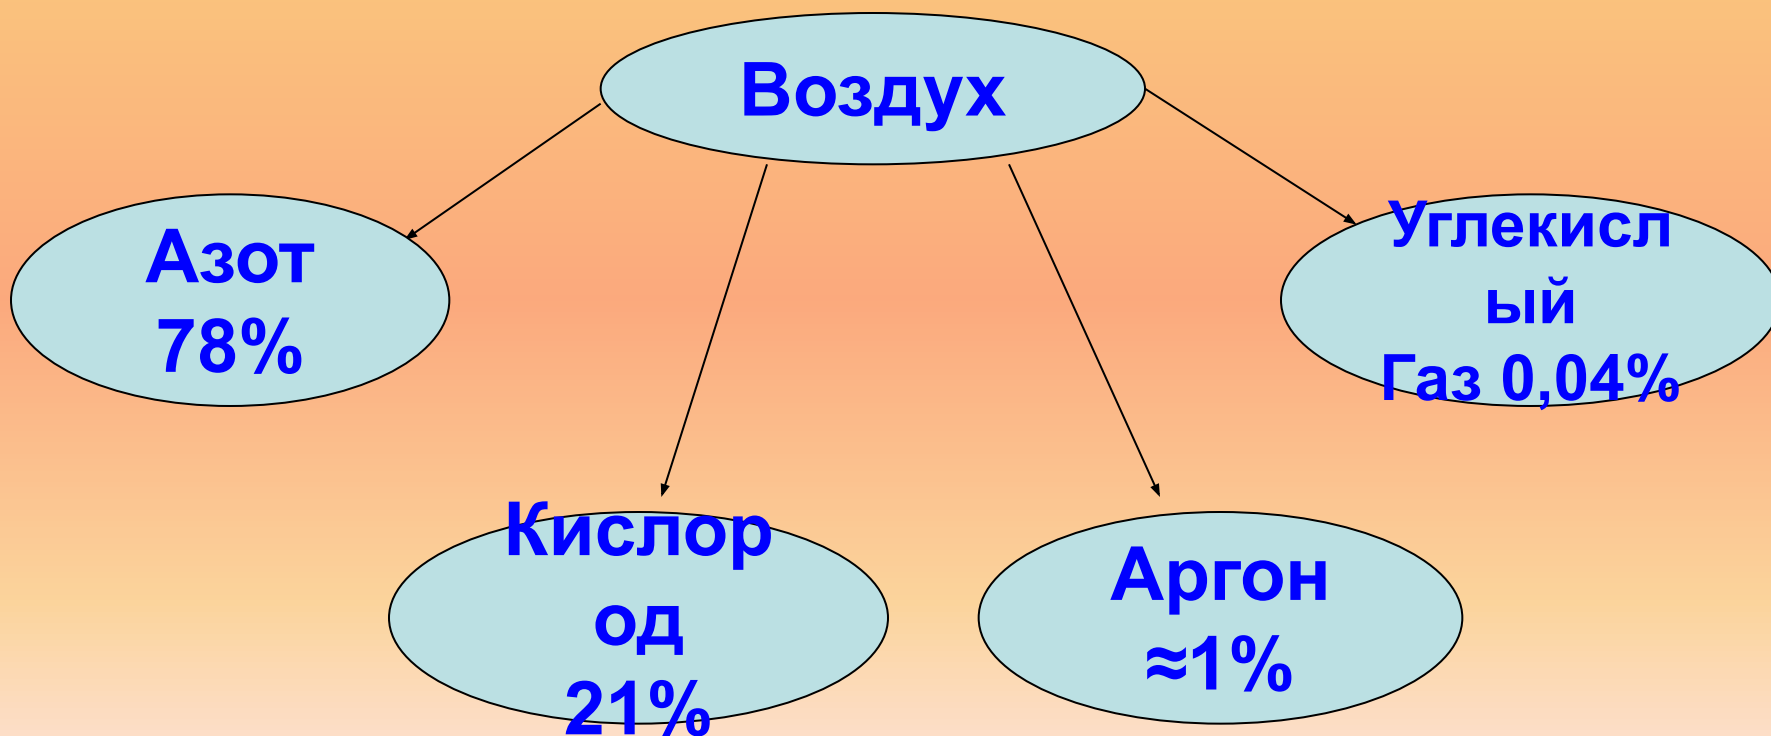 Воздух
Азот
78%
Углекисл
ый
Газ 0,04%
Кислор
од
21%
Аргон
≈1%